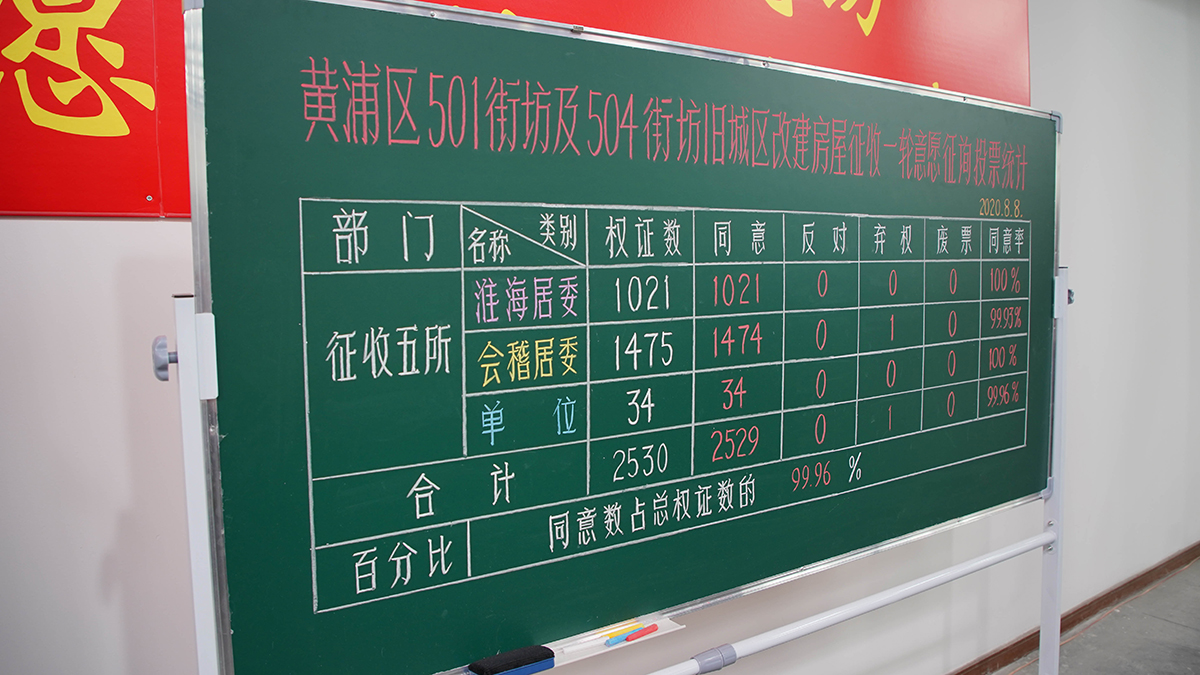 愿
黄浦区501街坊及504街坊旧城区改建房屋征收一轮意愿征询投票统计
2020.8.8.
部门 名称 类别 权证数 同意 反对 弃权 废票 同意率
征收五所 淮海居委 1021 1021 0 0 0 100%
会稽居委 1475 1474 0 1 0 99.93%
单位 34 34 0 0 0 100%
合计 2530 2529 0 1 0 99.96%
百分比 同意数占总权证数的 99.96 %